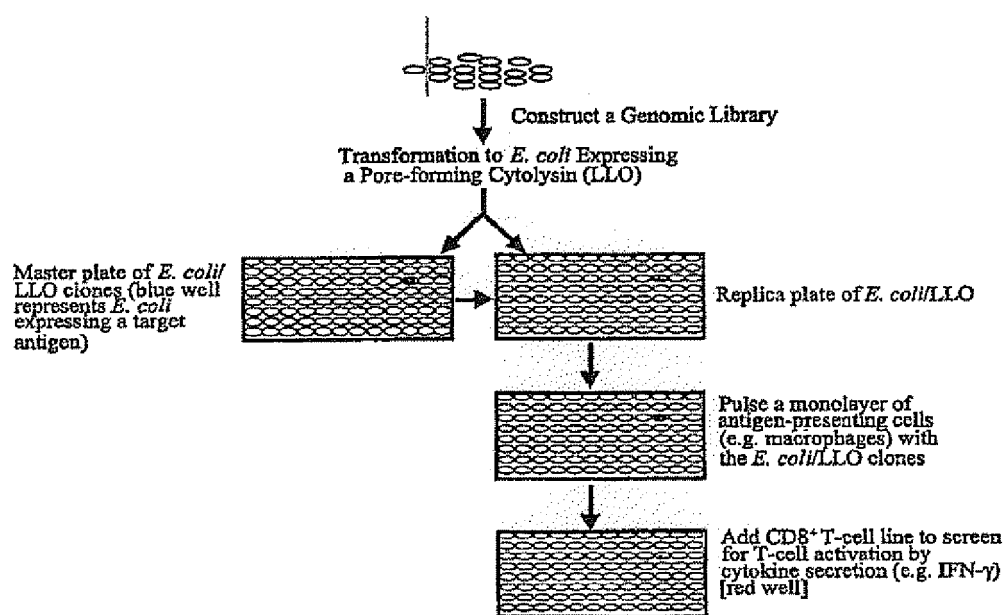 Construct a Genomic Library
Transformation to E. coli Expressing
a Pore-forming Cytolysin (LLO)
Master plate of E. coli/
LLO clones (blue well
represents E. coli
expressing a target
antigen)
Replica plate of E. coli/LLO
Pulse a monolayer of
antigen-presenting cells
(e.g. macrophages) with
the E. coli/LLO clones
Add CD8⁺ T-cell line to screen
for T-cell activation by
cytokine secretion (e.g. IFN-γ)
[red well]